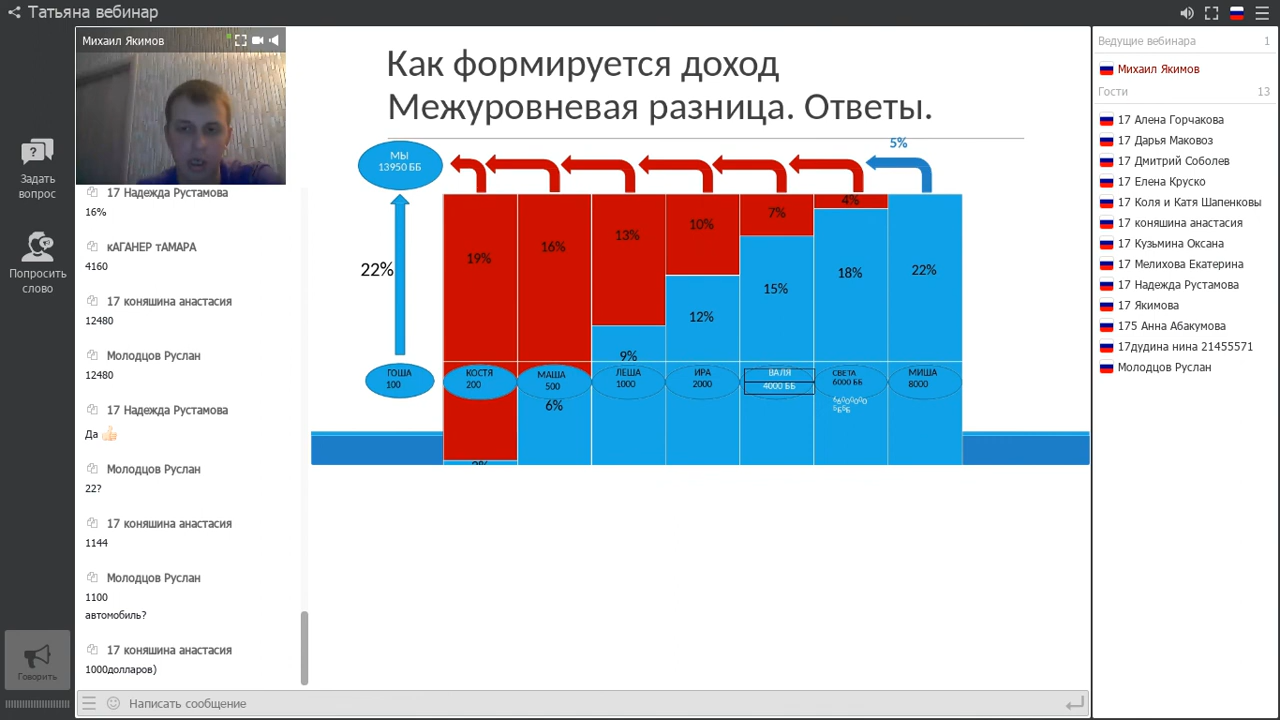 Татьяна вебинар
Михаил Якимов
Задать
вопрос
Попросить
слово
Говорить
17 Надежда Рустамова
16%
кАГАНЕР тАМАРА
4160
17 коняшина анастасия
12480
Молодцов Руслан
12480
17 Надежда Рустамова
Да
Молодцов Руслан
22?
17 коняшина анастасия
1144
Молодцов Руслан
1100
автомобиль?
17 коняшина анастасия
1000долларов)
Написать сообщение
Как формируется доход
Межуровневая разница. Ответы.
5%
МЫ
13950 ББ
22%
19%
16%
13%
10%
7%
4%
9%
12%
15%
18%
22%
ГОША
100
КОСТЯ
200
МАША
500
ЛЕША
1000
ИРА
2000
ВАЛЯ
4000 ББ
СВЕТА
6000 ББ
МИША
8000
6%
Ведущие вебинара 1
Михаил Якимов
Гости 13
17 Алена Горчакова
17 Дарья Маковоз
17 Дмитрий Соболев
17 Елена Круско
17 Коля и Катя Шапенковы
17 коняшина анастасия
17 Кузьмина Оксана
17 Мелихова Екатерина
17 Надежда Рустамова
17 Якимова
175 Анна Абакумова
17дудина нина 21455571
Молодцов Руслан